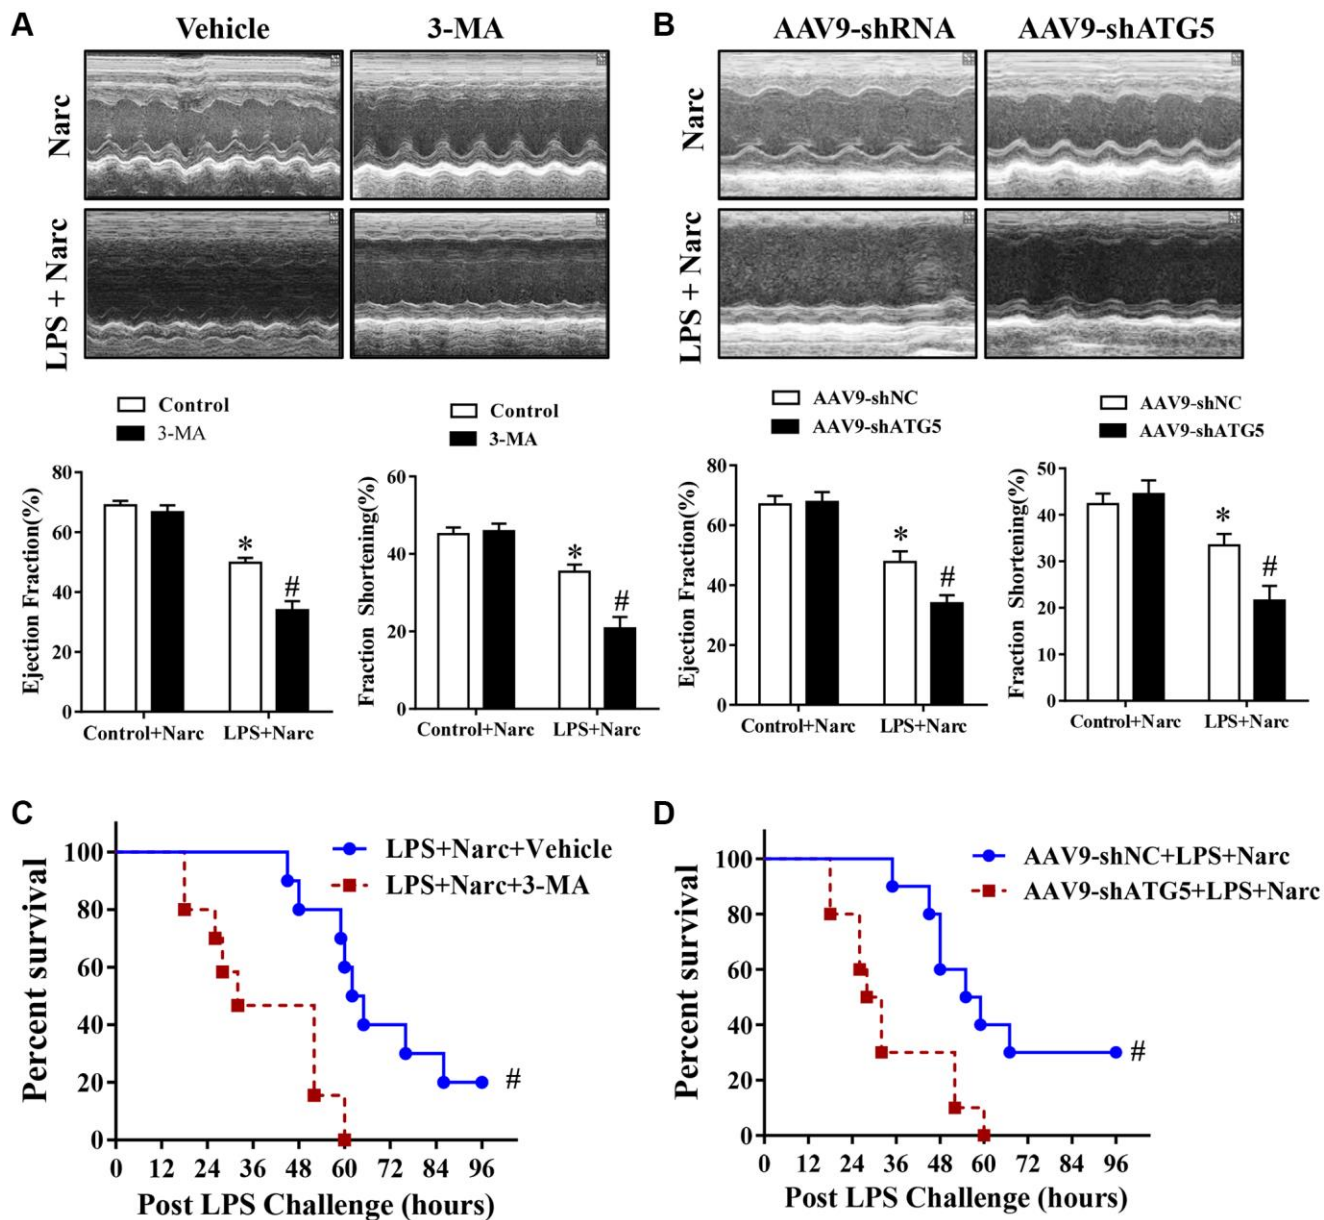 A
Vehicle
3-MA
Narc
LPS + Narc
Control
3-MA
Ejection Fraction(%)
80
60
40
20
0
*
#
Control+Narc
LPS+Narc
Control
3-MA
Fraction Shortening(%)
60
40
20
0
*
#
Control+Narc
LPS+Narc
B
AAV9-shRNA
AAV9-shATG5
Narc
LPS + Narc
AAV9-shNC
AAV9-shATG5
Ejection Fraction(%)
80
60
40
20
0
*
#
Control+Narc
LPS+Narc
AAV9-shNC
AAV9-shATG5
Fraction Shortening(%)
50
40
30
20
10
0
*
#
Control+Narc
LPS+Narc
C
LPS+Narc+Vehicle
LPS+Narc+3-MA
Percent survival
100
80
60
40
20
0
#
0 12 24 36 48 60 72 84 96
Post LPS Challenge (hours)
D
AAV9-shNC+LPS+Narc
AAV9-shATG5+LPS+Narc
Percent survival
100
80
60
40
20
0
#
0 12 24 36 48 60 72 84 96
Post LPS Challenge (hours)